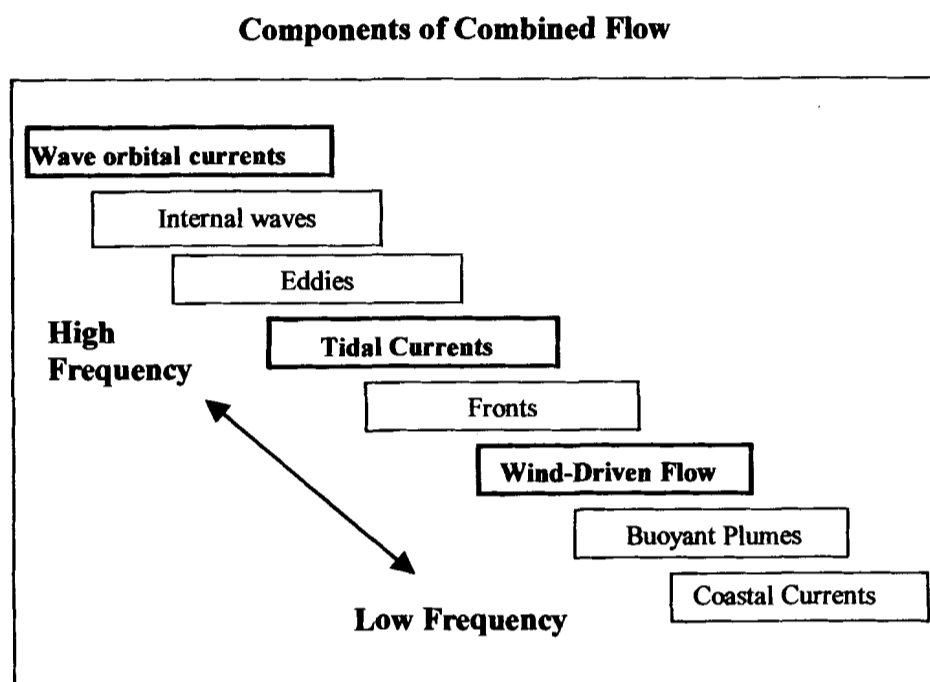 Components of Combined Flow
Wave orbital currents
Internal waves
Eddies
High
Frequency
Tidal Currents
Fronts
Wind-Driven Flow
Buoyant Plumes
Coastal Currents
Low Frequency